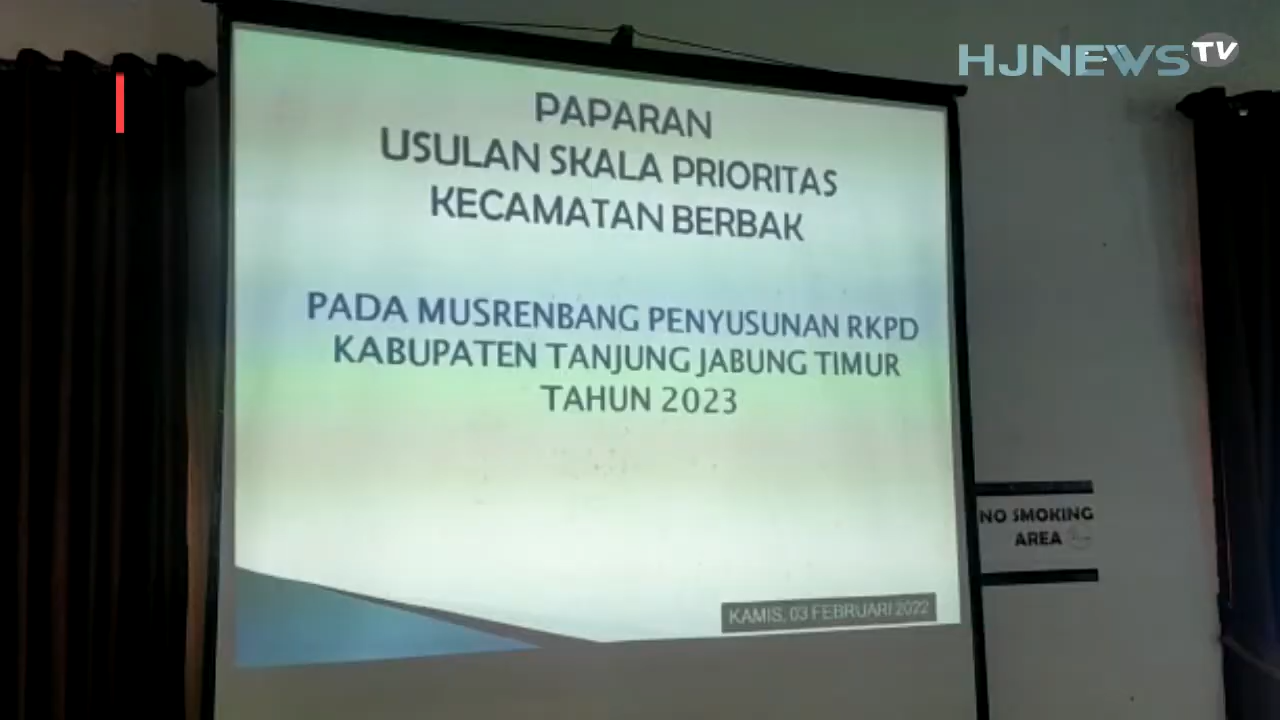 HJNEWS TV
PAPARAN
USULAN SKALA PRIORITAS
KECAMATAN BERBAK
PADA MUSRENBANG PENYUSUNAN RKPD
KABUPATEN TANJUNG JABUNG TIMUR
TAHUN 2023
NO SMOKING
AREA
KAMIS, 03 FEBRUARI 2022